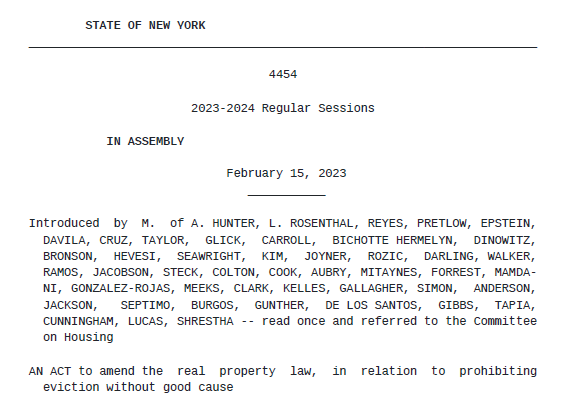 STATE OF NEW YORK
4454
2023-2024 Regular Sessions
IN ASSEMBLY
February 15, 2023
Introduced by M. of A. HUNTER, L. ROSENTHAL, REYES, PRETLOW, EPSTEIN,
DAVILA, CRUZ, TAYLOR, GLICK, CARROLL, BICHOTTE HERMELYN, DINOWITZ,
BRONSON, HEVESI, SEAWRIGHT, KIM, JOYNER, ROZIC, DARLING, WALKER,
RAMOS, JACOBSON, STECK, COLTON, COOK, AUBRY, MITAYNES, FORREST, MAMDA-
NI, GONZALEZ-ROJAS, MEEKS, CLARK, KELLES, GALLAGHER, SIMON, ANDERSON,
JACKSON, SEPTIMO, BURGOS, GUNTHER, DE LOS SANTOS, GIBBS, TAPIA,
CUNNINGHAM, LUCAS, SHRESTHA -- read once and referred to the Committee
on Housing
AN ACT to amend the real property law, in relation to prohibiting
eviction without good cause